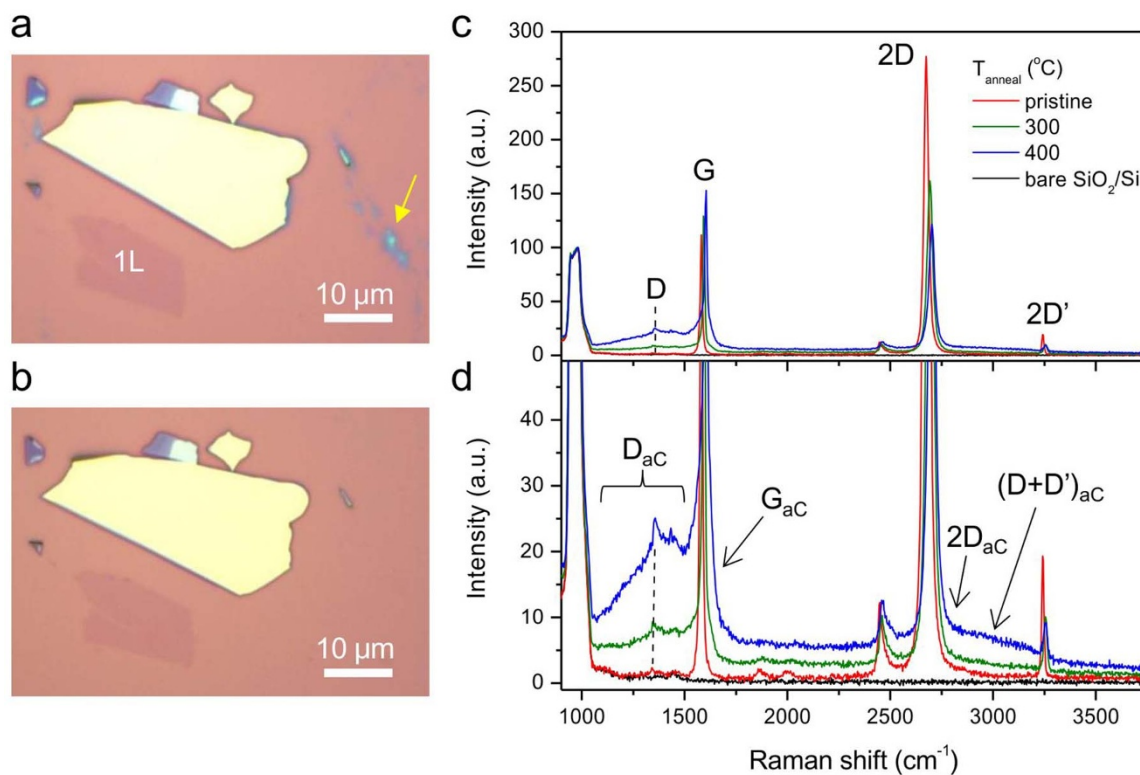 a
1L
10 µm
b
10 µm
c
300
250
200
150
100
50
0
Intensity (a.u.)
D
G
2D
2D'
T_anneal (°C)
pristine
300
400
bare SiO₂/Si
d
40
30
20
10
0
Intensity (a.u.)
D_aC
G_aC
2D_aC
(D+D')_aC
1000 1500 2000 2500 3000 3500
Raman shift (cm⁻¹)